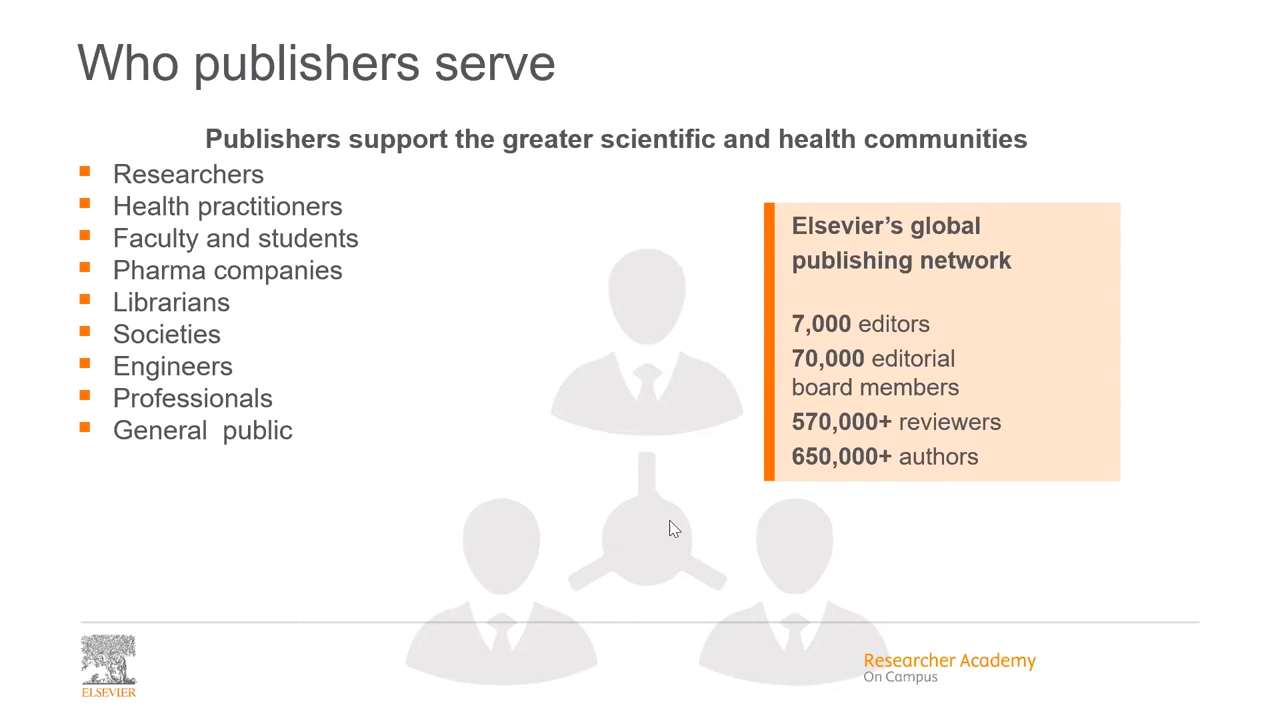 Who publishers serve
Publishers support the greater scientific and health communities
Researchers
Health practitioners
Faculty and students
Pharma companies
Librarians
Societies
Engineers
Professionals
General  public
Elsevier’s global
publishing network
7,000 editors
70,000 editorial
board members
570,000+ reviewers
650,000+ authors
ELSEVIER
Researcher Academy
On Campus